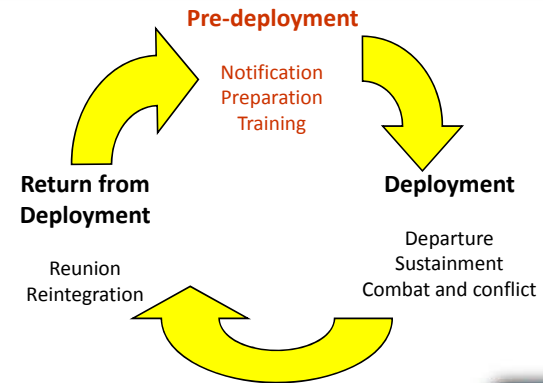 Pre-deployment
Notification
Preparation
Training
Deployment
Departure
Sustainment
Combat and conflict
Return from
Deployment
Reunion
Reintegration